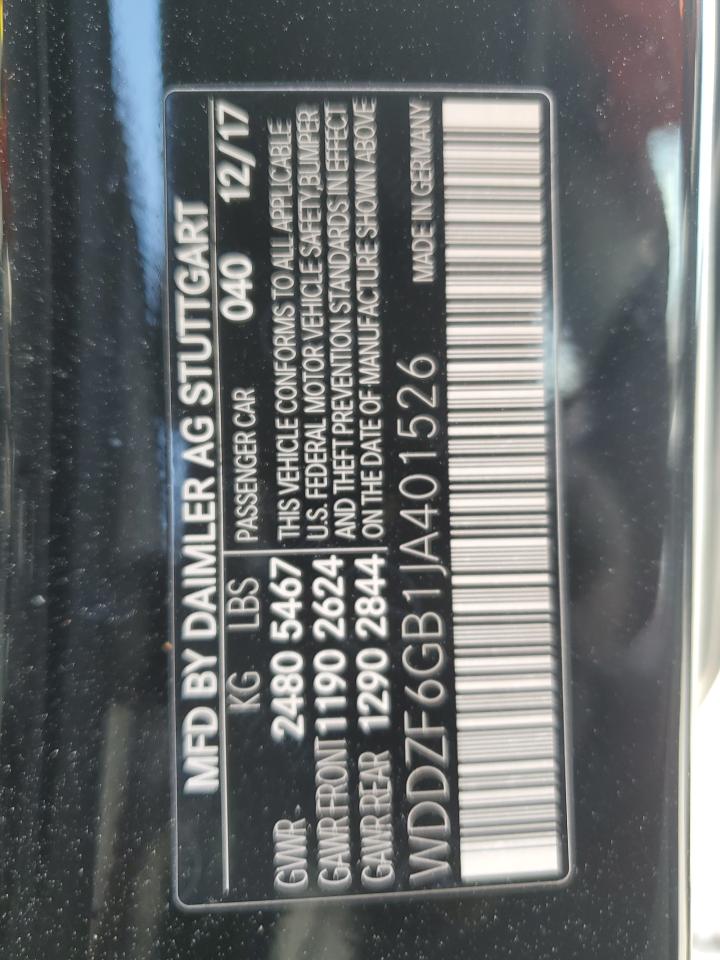 MFD BY DAIMLER AG STUTTGART
KG LBS PASSENGER CAR 040 12/17
GVWR 2480 5467 THIS VEHICLE CONFORMS TO ALL APPLICABLE
U.S. FEDERAL MOTOR VEHICLE SAFETY,BUMPER
GAWR FRONT 1190 2624 AND THEFT PREVENTION STANDARDS IN EFFECT
GAWR REAR 1290 2844 ON THE DATE OF MANUFACTURE SHOWN ABOVE
WDDZF6GB1JA401526 MADE IN GERMANY